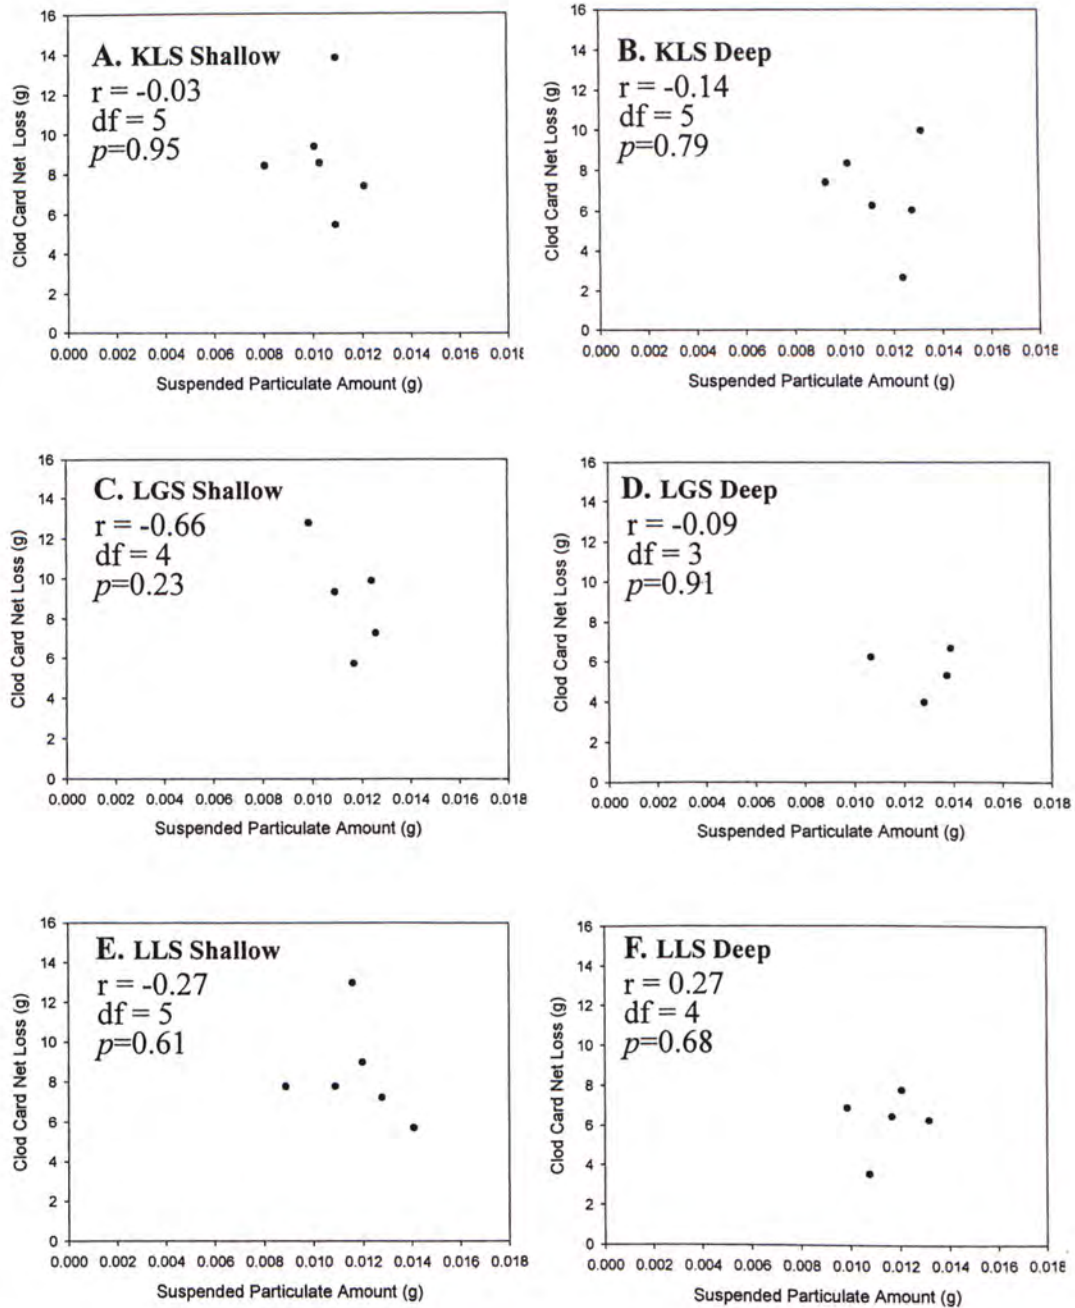 A. KLS Shallow
r = -0.03
df = 5
p=0.95
Clod Card Net Loss (g)
16
14
12
10
8
6
4
2
0
0.000 0.002 0.004 0.006 0.008 0.010 0.012 0.014 0.016 0.018
Suspended Particulate Amount (g)
B. KLS Deep
r = -0.14
df = 5
p=0.79
Clod Card Net Loss (g)
16
14
12
10
8
6
4
2
0
0.000 0.002 0.004 0.006 0.008 0.010 0.012 0.014 0.016 0.018
Suspended Particulate Amount (g)
C. LGS Shallow
r = -0.66
df = 4
p=0.23
Clod Card Net Loss (g)
16
14
12
10
8
6
4
2
0
0.000 0.002 0.004 0.006 0.008 0.010 0.012 0.014 0.016 0.018
Suspended Particulate Amount (g)
D. LGS Deep
r = -0.09
df = 3
p=0.91
Clod Card Net Loss (g)
16
14
12
10
8
6
4
2
0
0.000 0.002 0.004 0.006 0.008 0.010 0.012 0.014 0.016 0.018
Suspended Particulate Amount (g)
E. LLS Shallow
r = -0.27
df = 5
p=0.61
Clod Card Net Loss (g)
16
14
12
10
8
6
4
2
0
0.000 0.002 0.004 0.006 0.008 0.010 0.012 0.014 0.016 0.018
Suspended Particulate Amount (g)
F. LLS Deep
r = 0.27
df = 4
p=0.68
Clod Card Net Loss (g)
16
14
12
10
8
6
4
2
0
0.000 0.002 0.004 0.006 0.008 0.010 0.012 0.014 0.016 0.018
Suspended Particulate Amount (g)